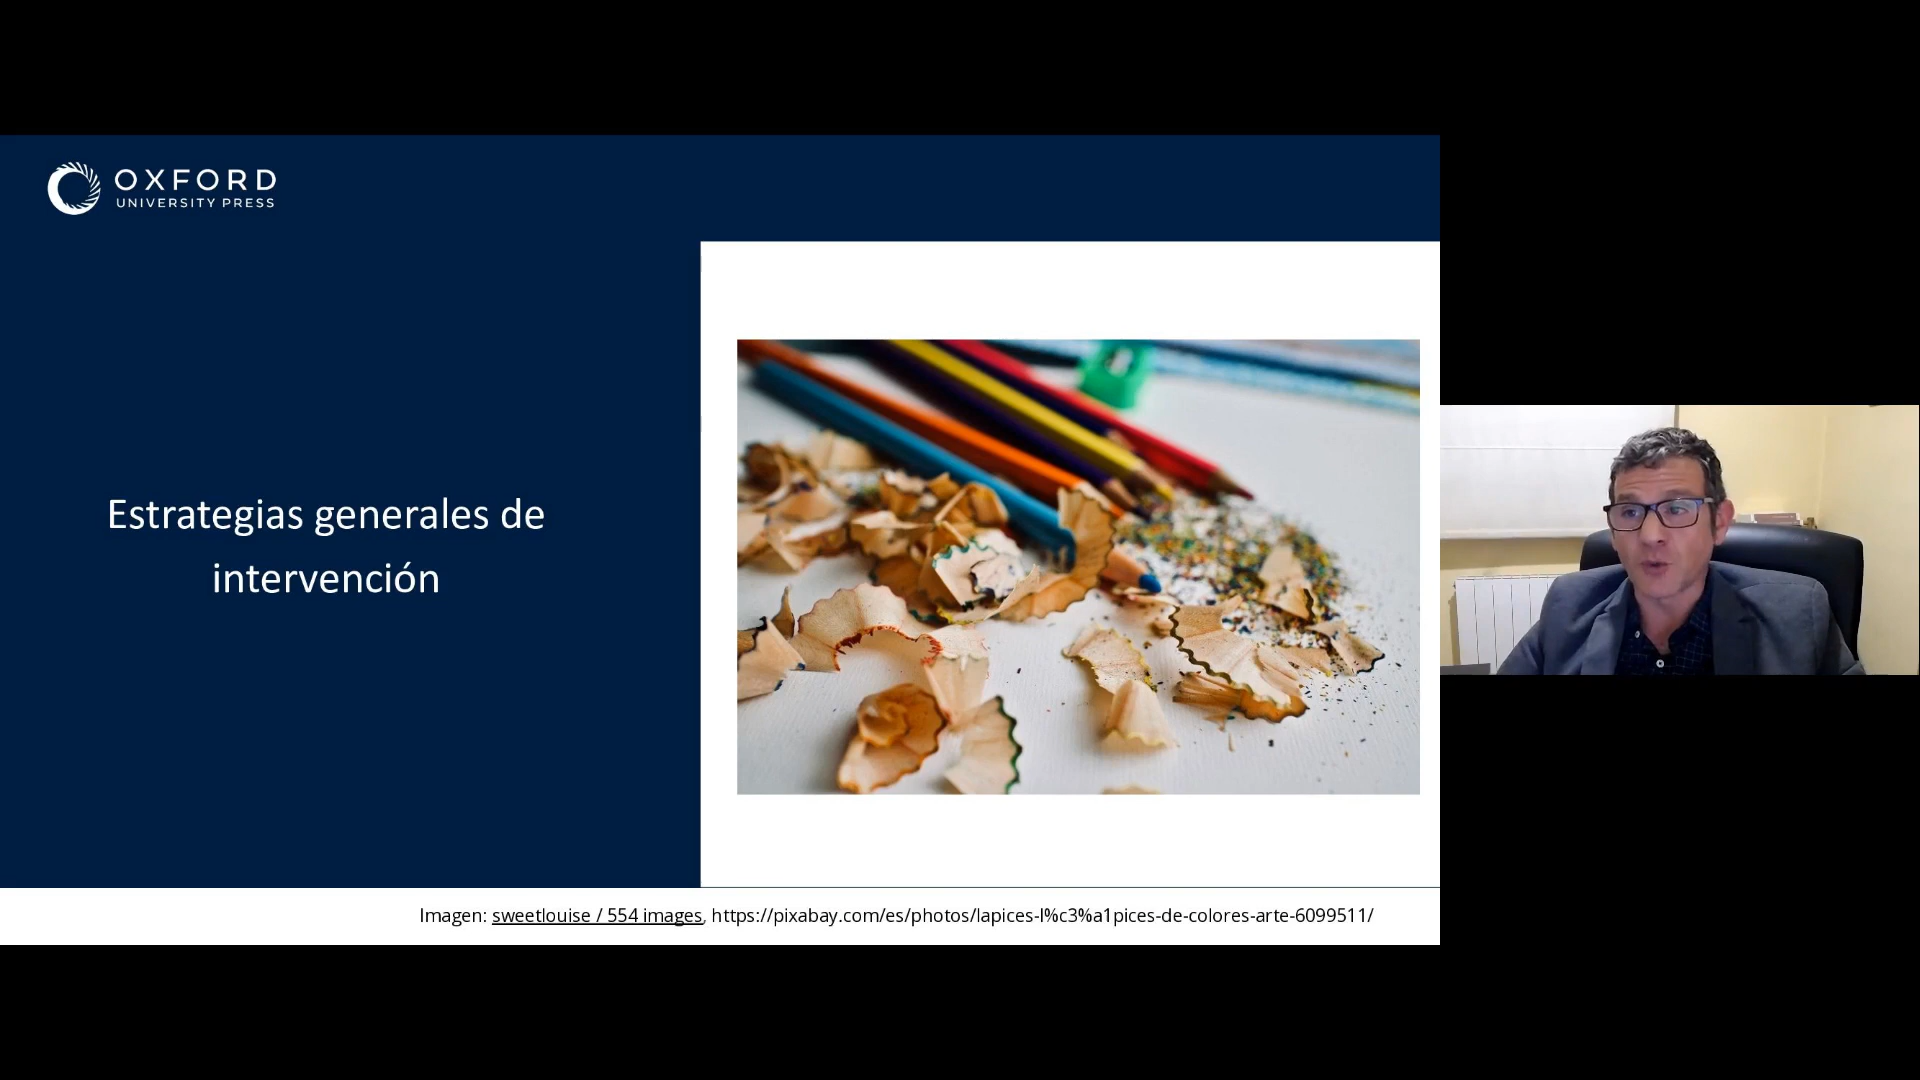 OXFORD
UNIVERSITY PRESS
Estrategias generales de
intervención
Imagen: sweetlouise / 554 images, https://pixabay.com/es/photos/lapices-l%c3%a1pices-de-colores-arte-6099511/